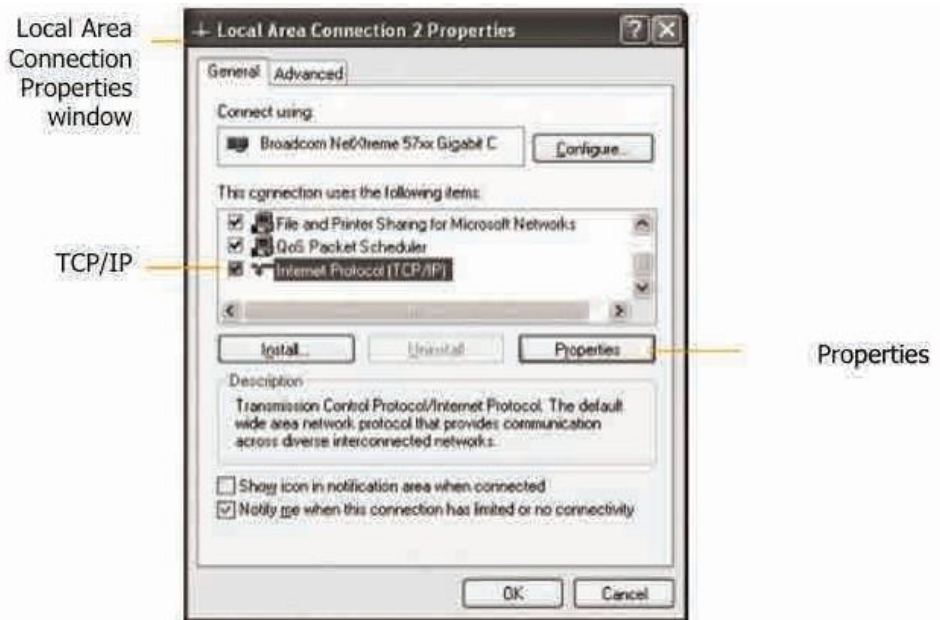 Local Area
Connection
Properties
window
Local Area Connection 2 Properties
General Advanced
Connect using:
Broadcom NetXtreme 57xx Gigabit C
Configure...
This connection uses the following items:
File and Printer Sharing for Microsoft Networks
QoS Packet Scheduler
TCP/IP
Internet Protocol (TCP/IP)
Install... Uninstall Properties
Properties
Description
Transmission Control Protocol/Internet Protocol. The default
wide area network protocol that provides communication
across diverse interconnected networks.
Show icon in notification area when connected
Notify me when this connection has limited or no connectivity
OK Cancel